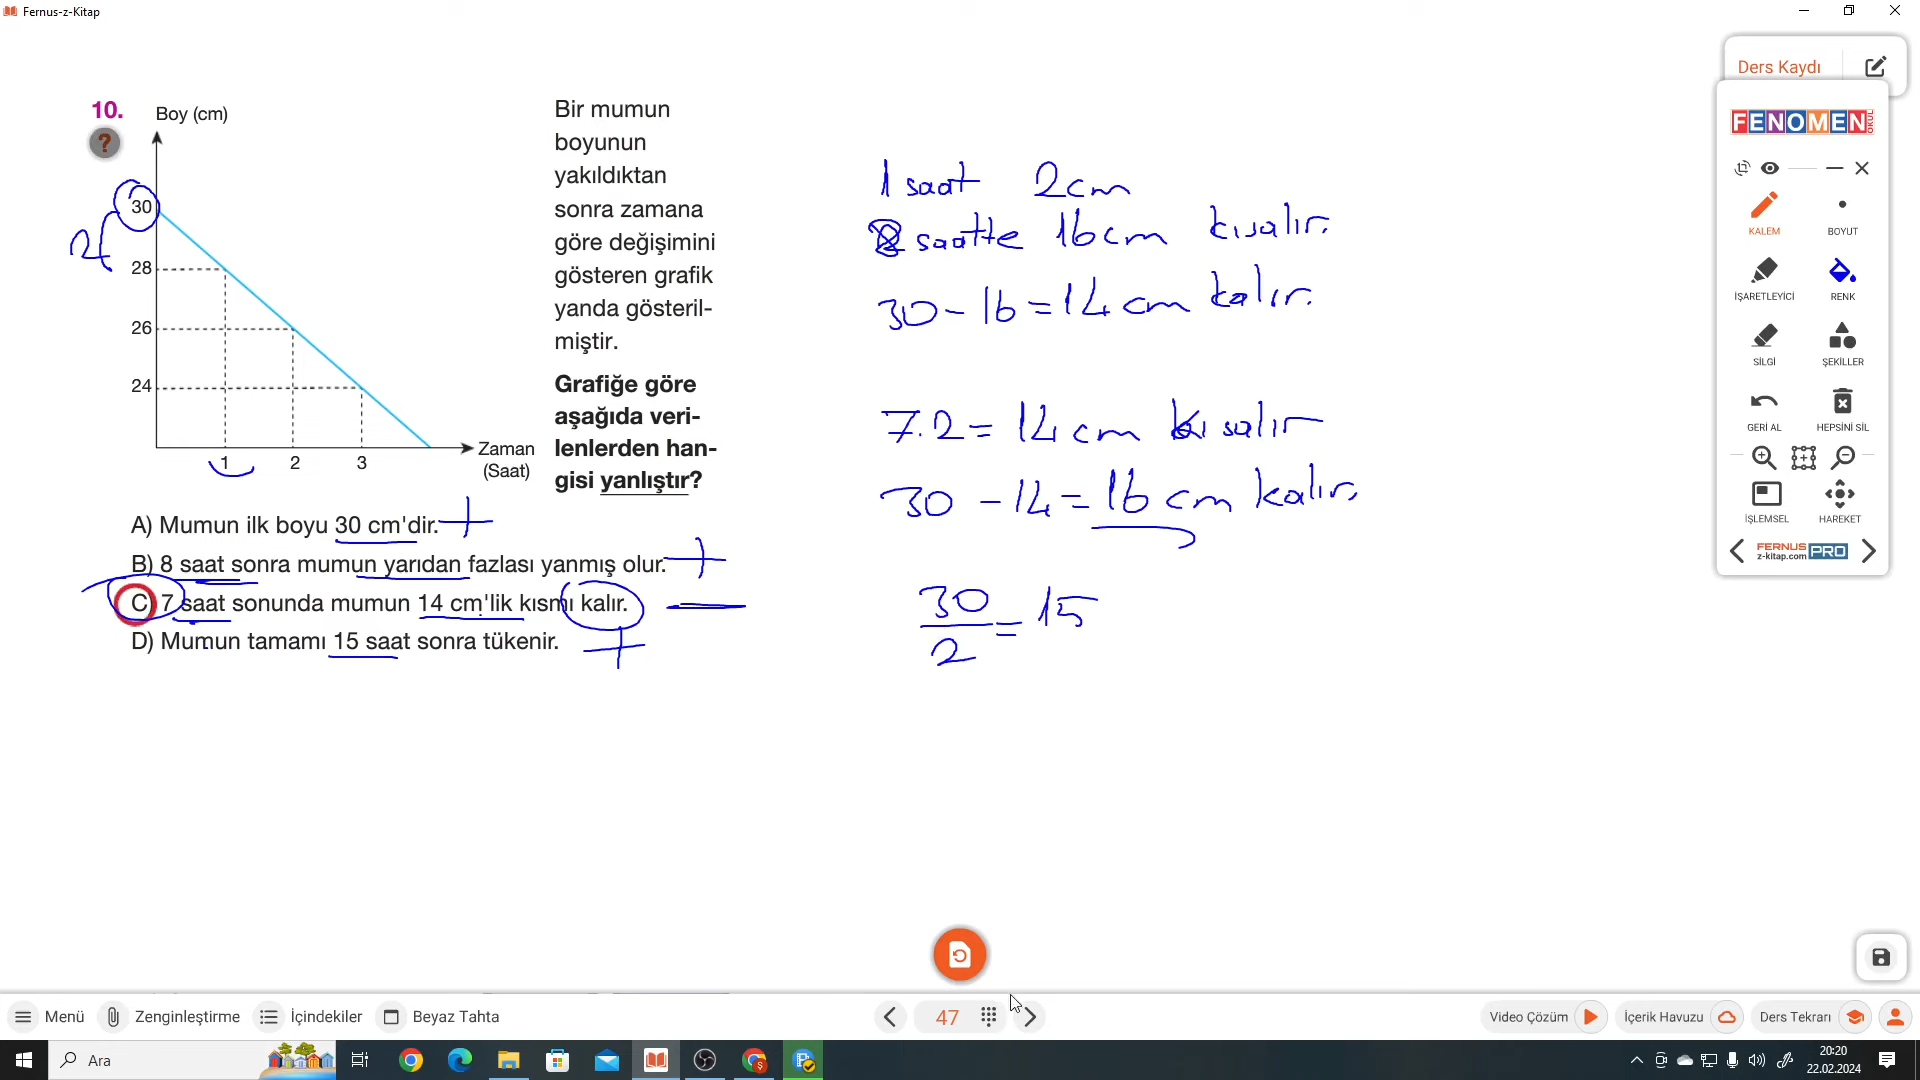 Fernus-z-Kitap
Ders Kaydı
10.
?
Boy (cm)
30
28
26
24
1
2
3
Zaman
(Saat)
2
Bir mumun
boyunun
yakıldıktan
sonra zamana
göre değişimini
gösteren grafik
yanda gösteril-
miştir.
Grafiğe göre
aşağıda veri-
lenlerden han-
gisi yanlıştır?
A) Mumun ilk boyu 30 cm'dir.
B) 8 saat sonra mumun yarıdan fazlası yanmış olur.
C) 7 saat sonunda mumun 14 cm'lik kısmı kalır.
D) Mumun tamamı 15 saat sonra tükenir.
1 saat 2cm
8 saatte 16cm kısalır.
30-16=14 cm kalır.
7.2= 14 cm kısalır
30 -14=16 cm kalır.
30
2
= 15
FENOMEN
OKUL
KALEM
BOYUT
İŞARETLEYİCİ
RENK
SİLGİ
ŞEKİLLER
GERİ AL
HEPSİNİ SİL
İŞLEMSEL
HAREKET
FERNUS
z-kitap.com
PRO
Menü
Zenginleştirme
İçindekiler
Beyaz Tahta
47
Video Çözüm
İçerik Havuzu
Ders Tekrarı
Ara
20:20
22.02.2024